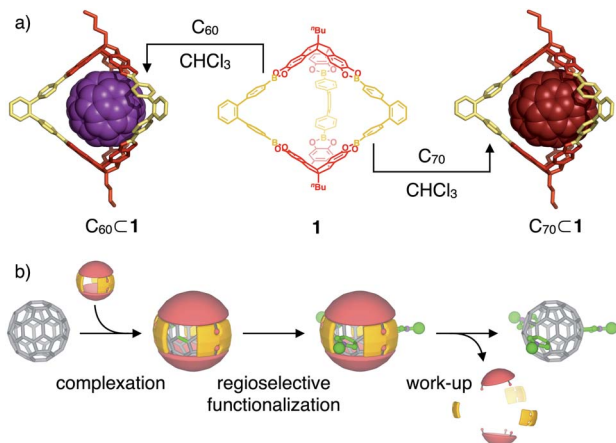 a)
C₆₀
CHCl₃
C₆₀⊂1
ⁿBu
O O
B
B
B
B
B
B
O O
ⁿBu
1
C₇₀
CHCl₃
C₇₀⊂1
b)
complexation
regioselective
functionalization
work-up